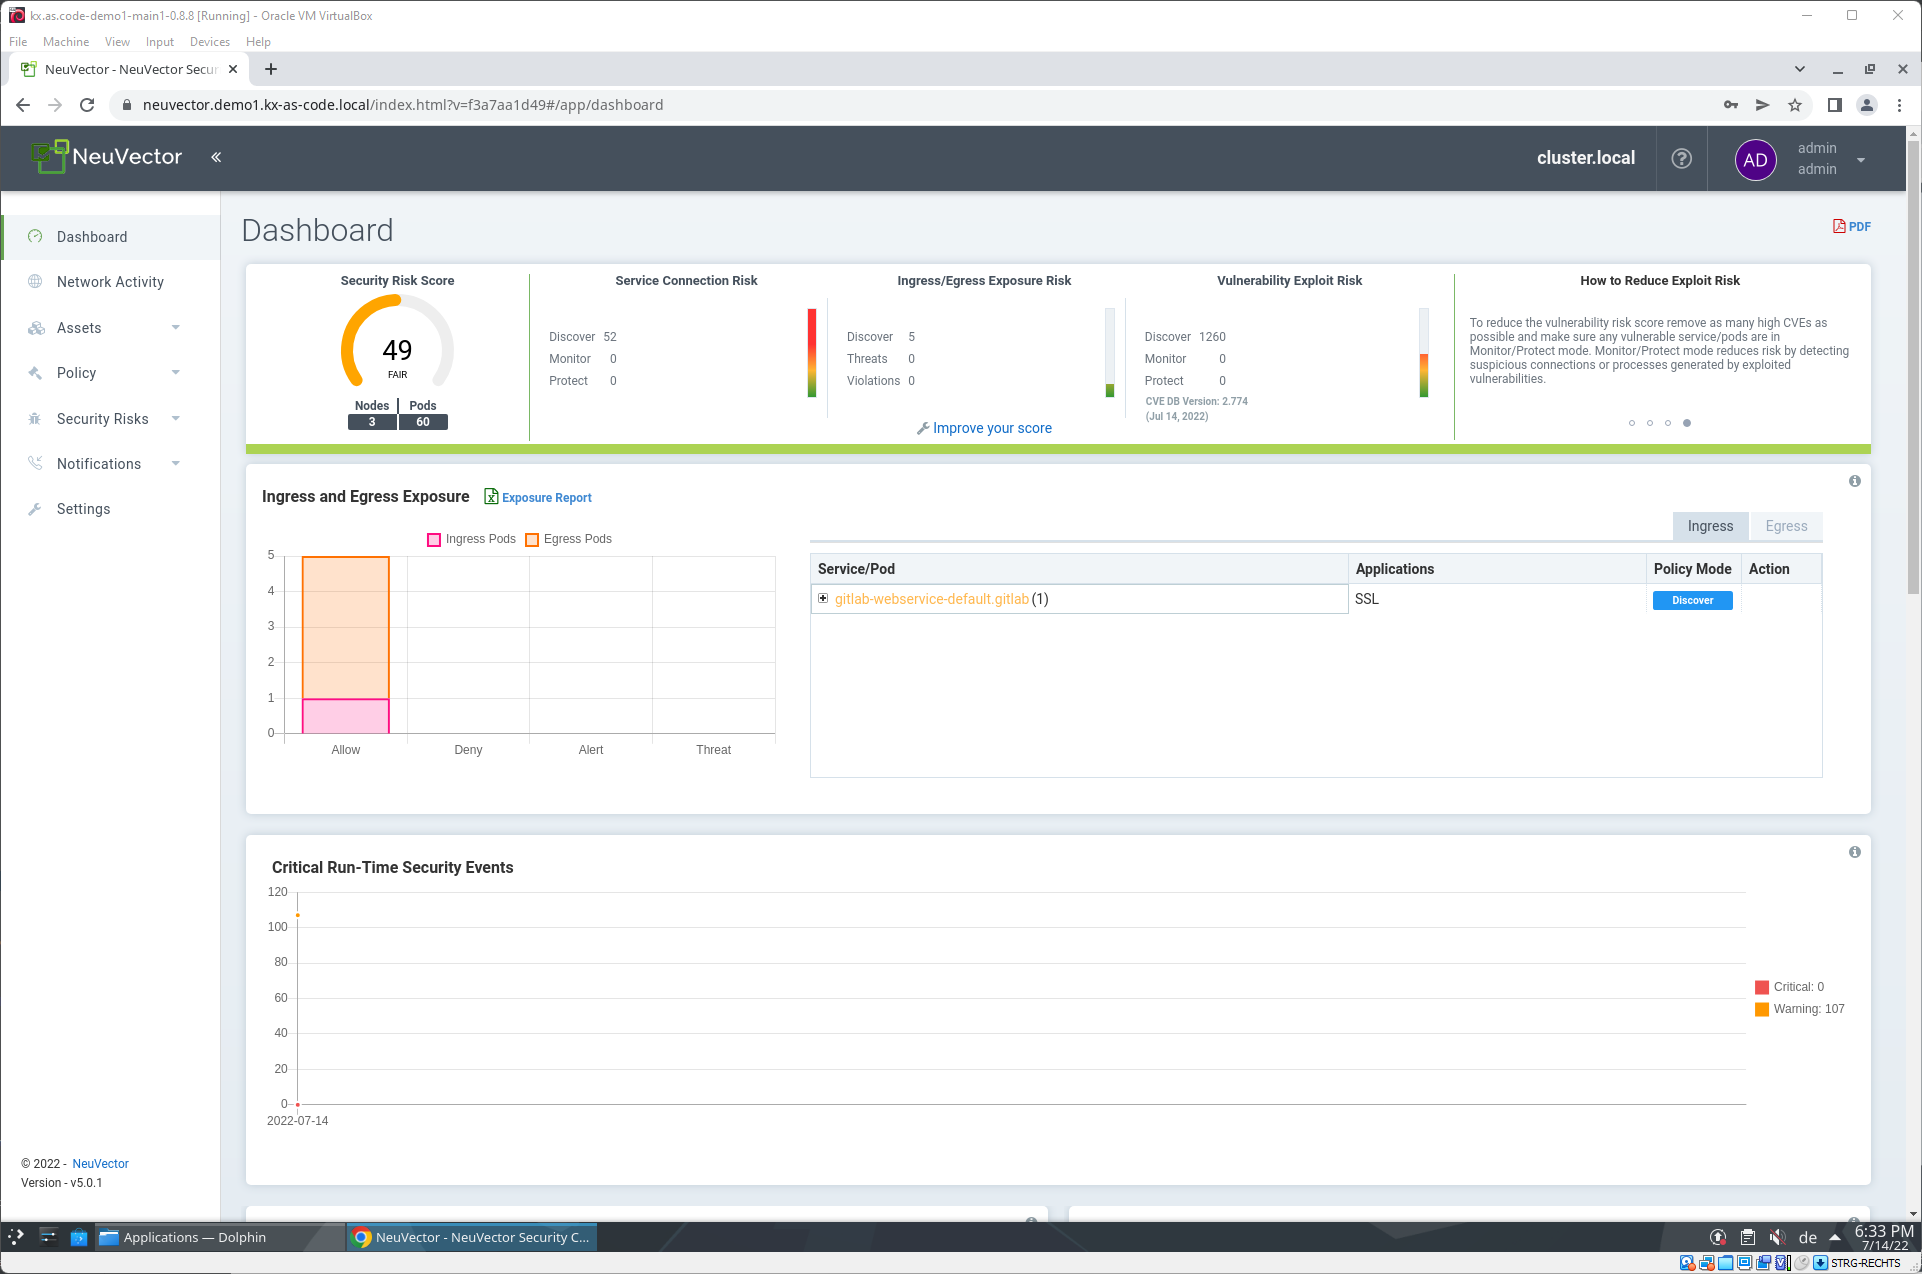 kx.as.code-demo1-main1-0.8.8 [Running] - Oracle VM VirtualBox
File Machine View Input Devices Help
NeuVector - NeuVector Secur
neuvector.demo1.kx-as-code.local/index.html?v=f3a7aa1d49#/app/dashboard
NeuVector «
cluster.local
AD
admin
admin
Dashboard
Network Activity
Assets
Policy
Security Risks
Notifications
Settings
© 2022 - NeuVector
Version - v5.0.1
Dashboard
PDF
Security Risk Score
49
FAIR
Nodes Pods
3 60
Service Connection Risk
Discover 52
Monitor 0
Protect 0
Ingress/Egress Exposure Risk
Discover 5
Threats 0
Violations 0
Improve your score
Vulnerability Exploit Risk
Discover 1260
Monitor 0
Protect 0
CVE DB Version: 2.774
(Jul 14, 2022)
How to Reduce Exploit Risk
To reduce the vulnerability risk score remove as many high CVEs as
possible and make sure any vulnerable service/pods are in
Monitor/Protect mode. Monitor/Protect mode reduces risk by detecting
suspicious connections or processes generated by exploited
vulnerabilities.
Ingress and Egress Exposure Exposure Report
Ingress Pods Egress Pods
5
4
3
2
1
0
Allow Deny Alert Threat
Ingress Egress
Service/Pod Applications Policy Mode Action
gitlab-webservice-default.gitlab (1) SSL Discover
Critical Run-Time Security Events
120
100
80
60
40
20
0
2022-07-14
Critical: 0
Warning: 107
Applications — Dolphin
NeuVector - NeuVector Security C...
de
6:33 PM
7/14/22
STRG-RECHTS